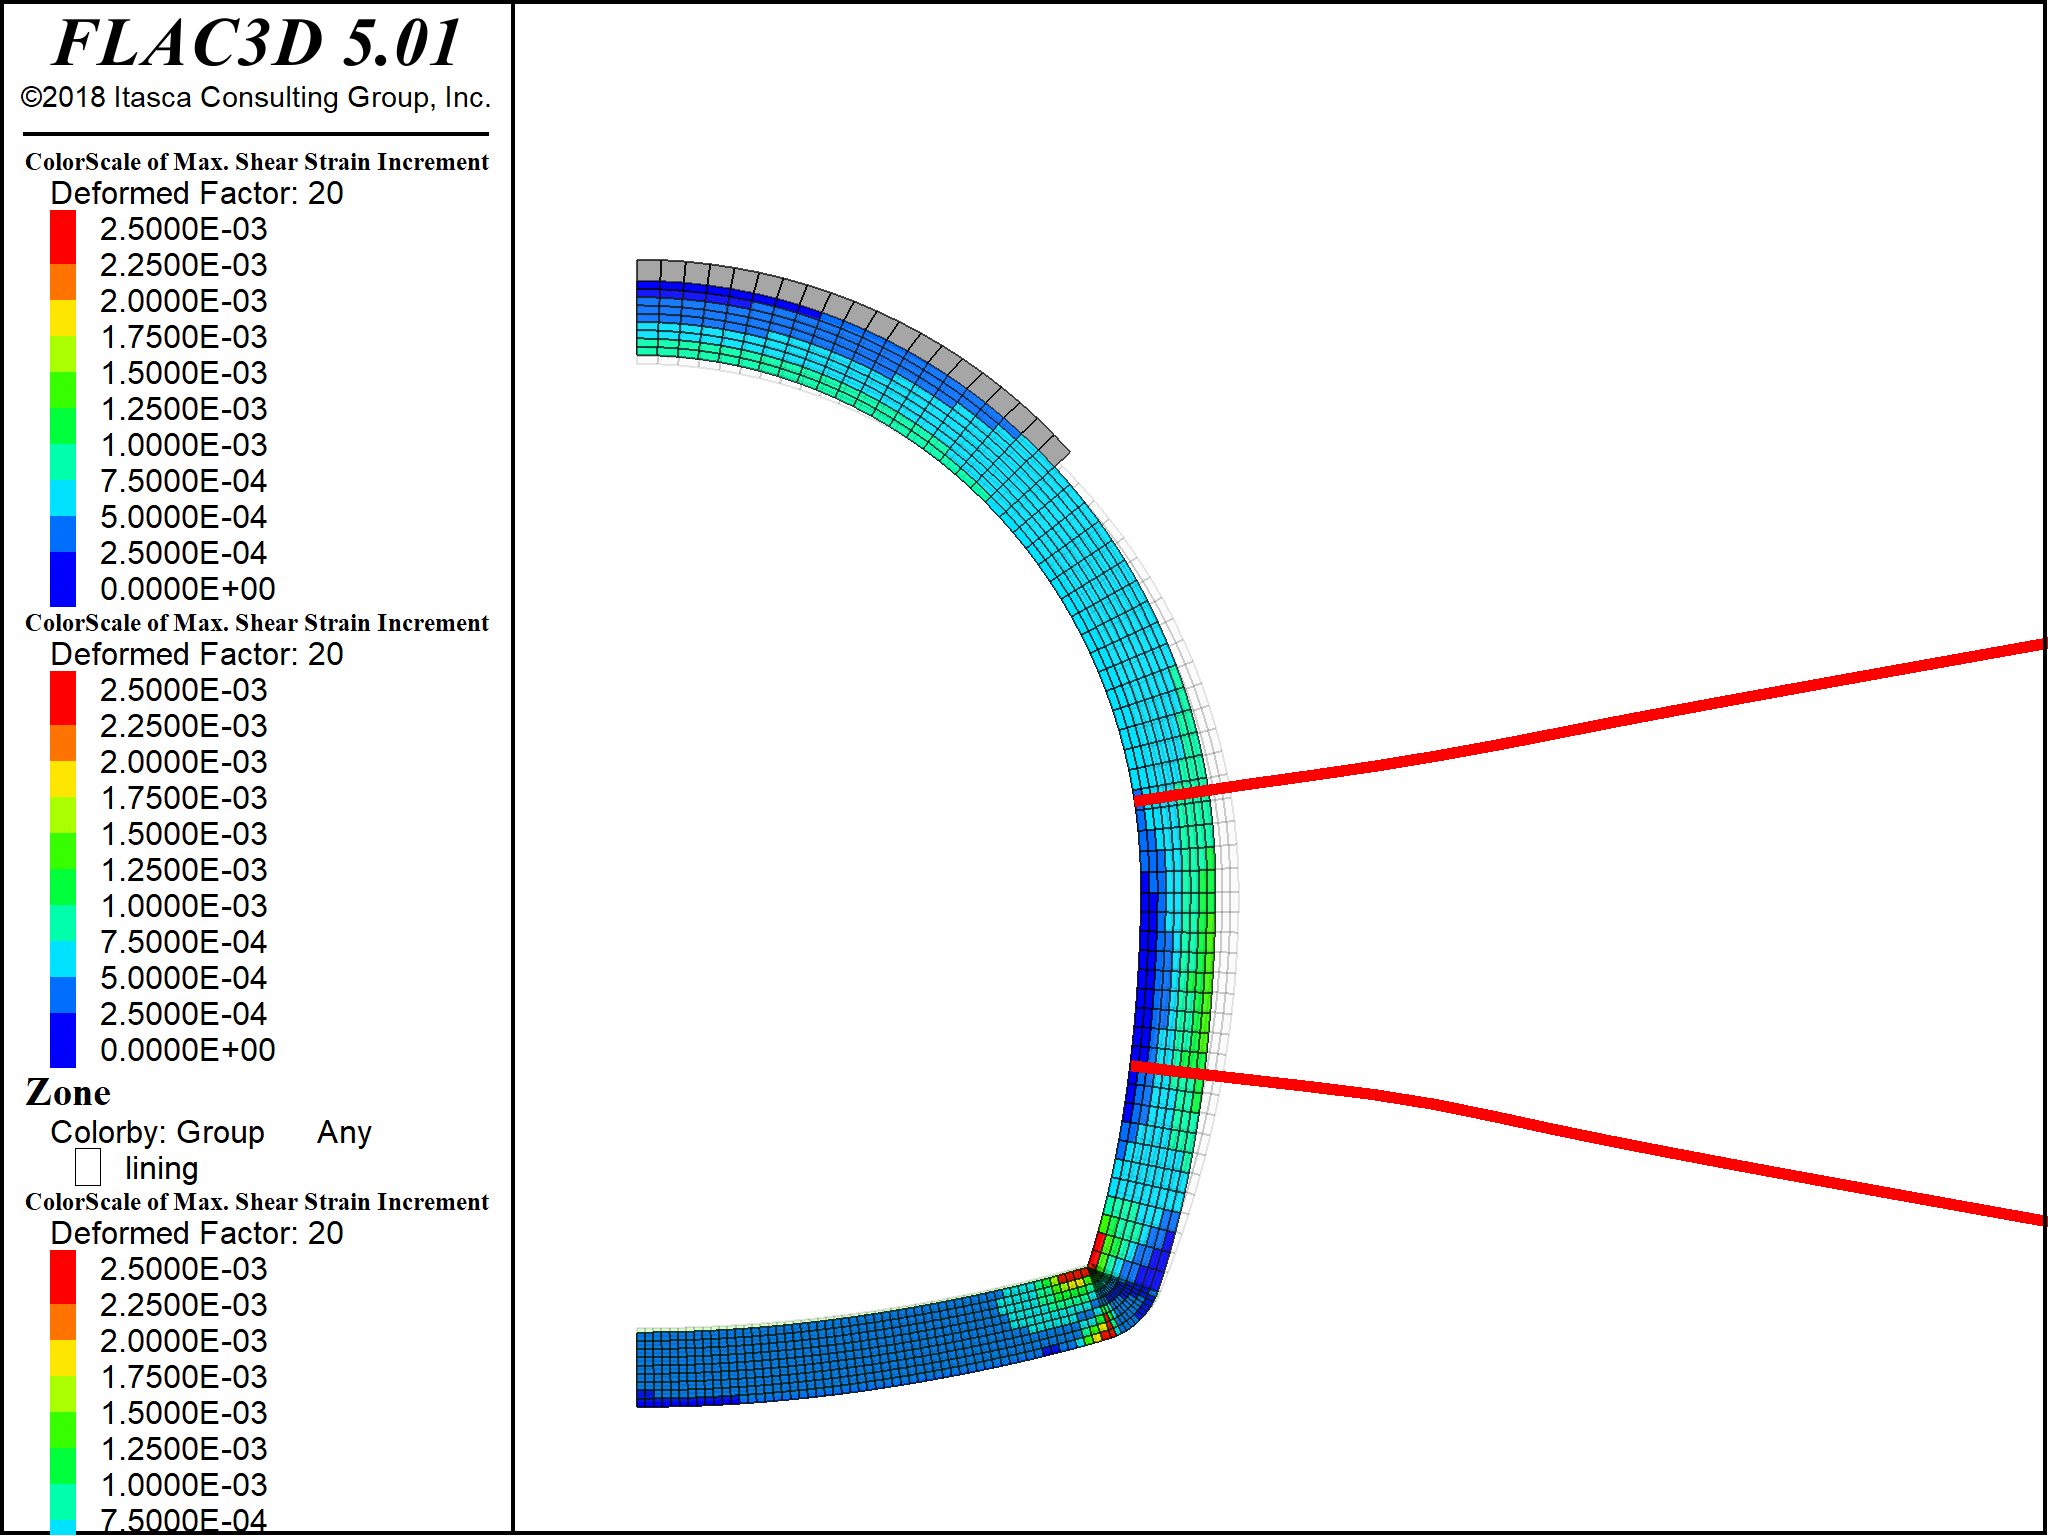 FLAC3D 5.01
©2018 Itasca Consulting Group, Inc.
ColorScale of Max. Shear Strain Increment
Deformed Factor: 20
2.5000E-03
2.2500E-03
2.0000E-03
1.7500E-03
1.5000E-03
1.2500E-03
1.0000E-03
7.5000E-04
5.0000E-04
2.5000E-04
0.0000E+00
ColorScale of Max. Shear Strain Increment
Deformed Factor: 20
2.5000E-03
2.2500E-03
2.0000E-03
1.7500E-03
1.5000E-03
1.2500E-03
1.0000E-03
7.5000E-04
5.0000E-04
2.5000E-04
0.0000E+00
Zone
Colorby: Group Any
lining
ColorScale of Max. Shear Strain Increment
Deformed Factor: 20
2.5000E-03
2.2500E-03
2.0000E-03
1.7500E-03
1.5000E-03
1.2500E-03
1.0000E-03
7.5000E-04